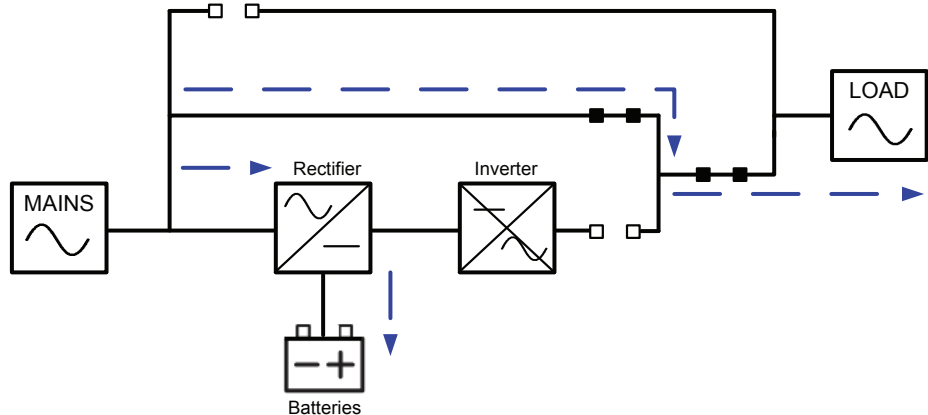 LOAD
Rectifier
Inverter
MAINS
Batteries